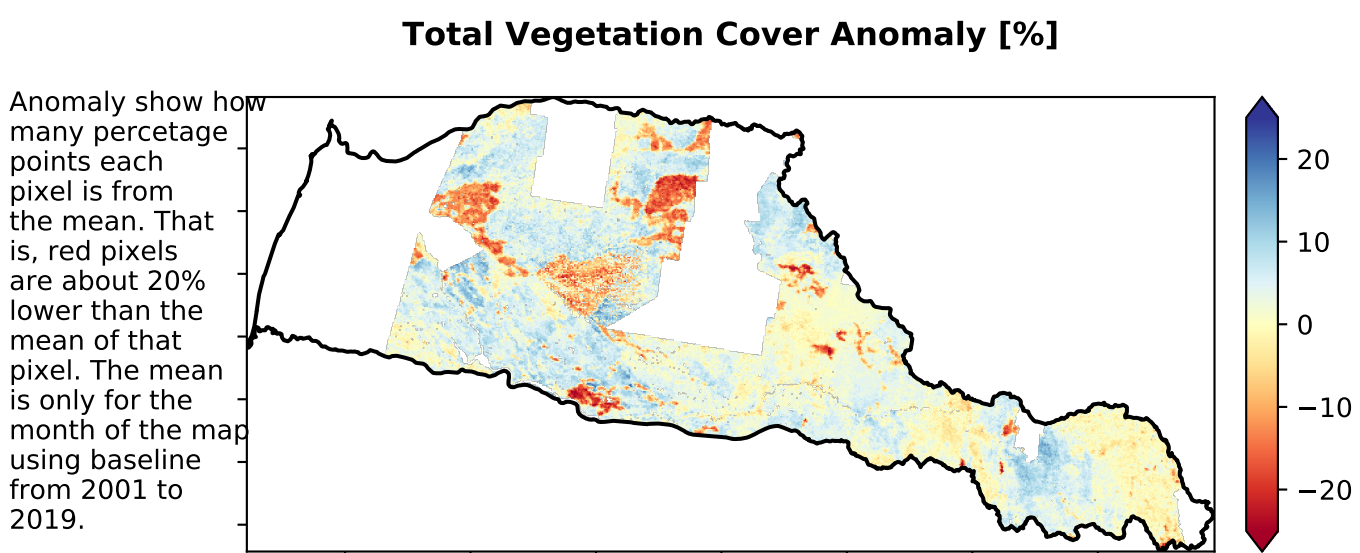 Total Vegetation Cover Anomaly [%]
Anomaly show how
many percetage
points each
pixel is from
the mean. That
is, red pixels
are about 20%
lower than the
mean of that
pixel. The mean
is only for the
month of the map
using baseline
from 2001 to
2019.
20
10
0
−10
−20